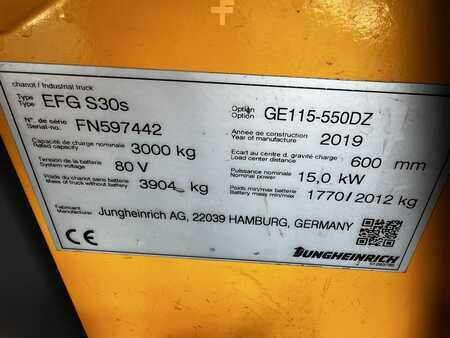 chariot / Industrial truck
Type
Type EFG S30s
Option
Option GE115-550DZ
N°. de série
Serial-no. FN597442
Année de construction
Year of manufacture 2019
Capacité de charge nominale
Rated capacity 3000 kg
Ecart au centre d. gravité charge
Load center distance 600 mm
Tension de la batterie
Battery voltage 80 V
Puissance nominale
Nominal power 15,0 kW
Poids du chariot sans batterie
Mass of truck without battery 3904 kg
Poids min/max batterie
Battery mass min/max 1770 / 2012 kg
Fabricant
Manufacturer Jungheinrich AG, 22039 HAMBURG, GERMANY
CE
JUNGHEINRICH